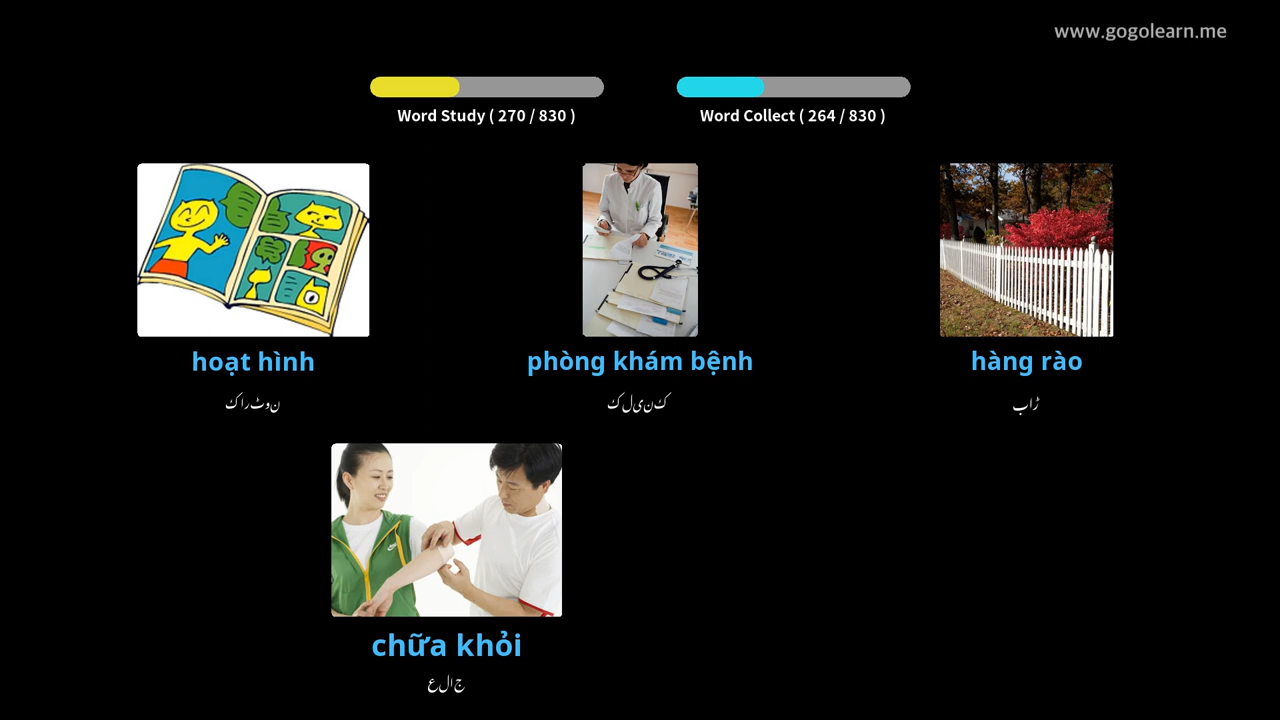 www.gogolearn.me
Word Study ( 270 / 830 )
Word Collect ( 264 / 830 )
hoạt hình
phòng khám bệnh
hàng rào
کارٹون
کلینک
باڑ
chữa khỏi
علاج